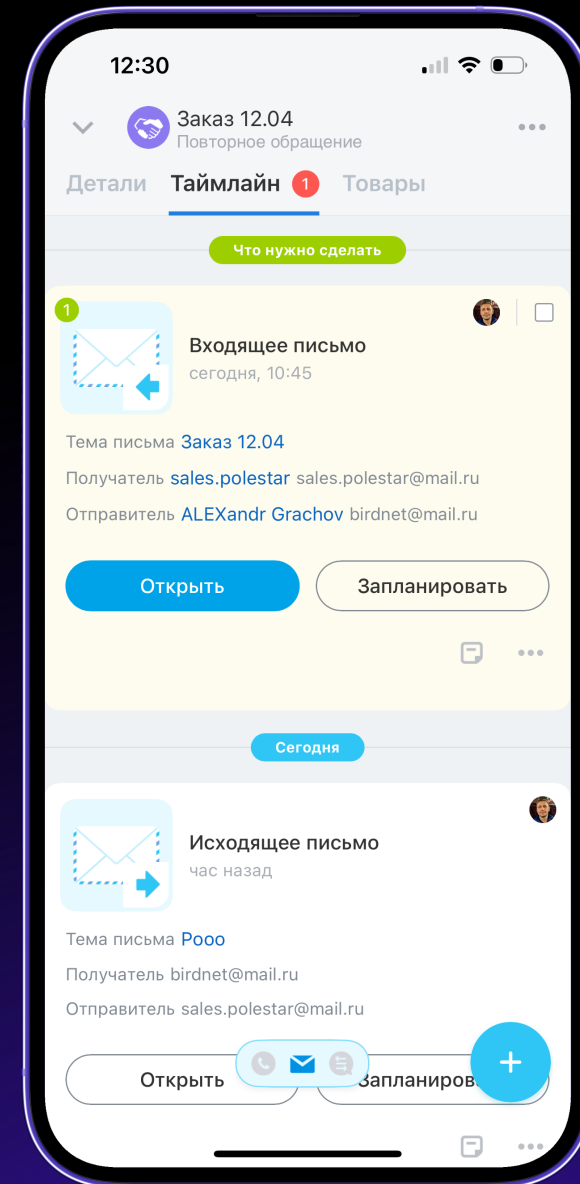 12:30
Заказ 12.04
Повторное обращение
Детали Таймлайн 1 Товары
Что нужно сделать
1
Входящее письмо
сегодня, 10:45
Тема письма Заказ 12.04
Получатель sales.polestar sales.polestar@mail.ru
Отправитель ALEXandr Grachov birdnet@mail.ru
Открыть Запланировать
Сегодня
Исходящее письмо
час назад
Тема письма Рооо
Получатель birdnet@mail.ru
Отправитель sales.polestar@mail.ru
Открыть Запланиров